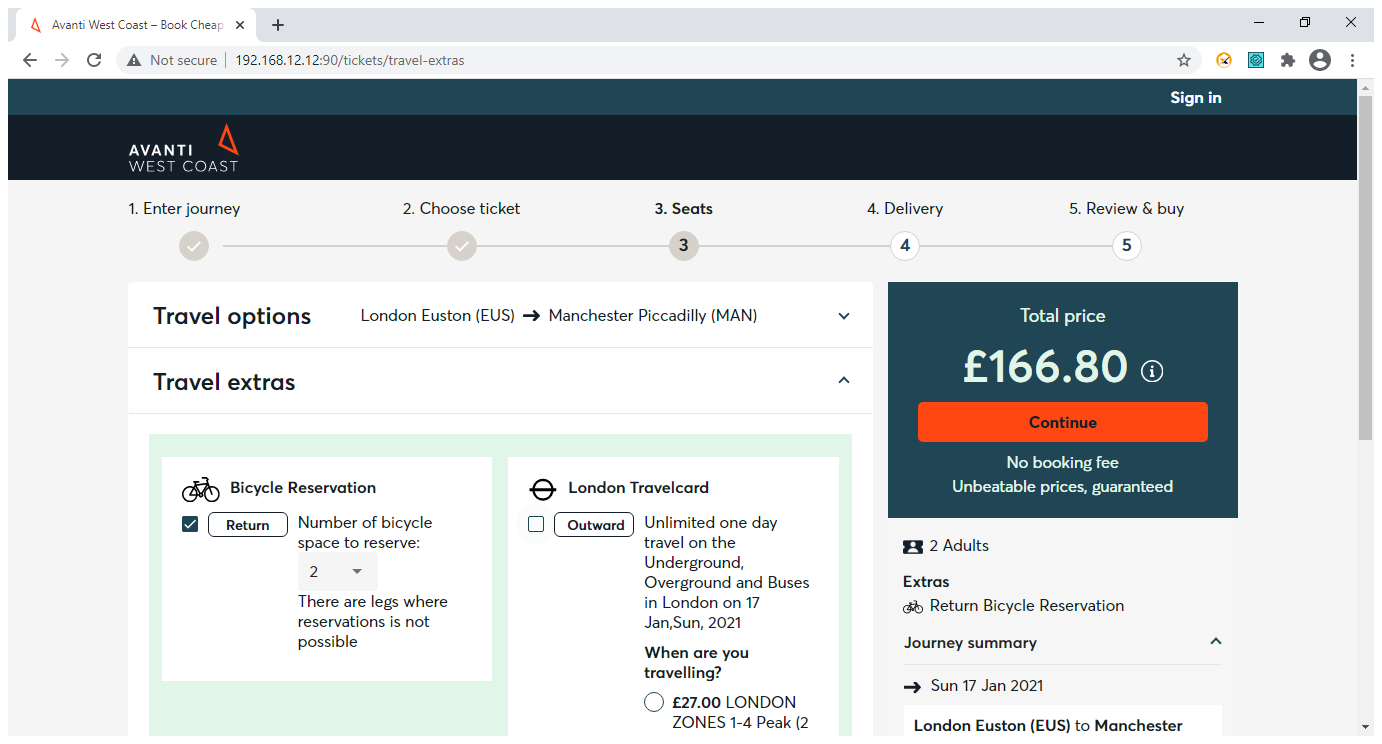 Avanti West Coast – Book Cheap
Not secure | 192.168.12.12:90/tickets/travel-extras
Sign in
AVANTI
WEST COAST
1. Enter journey
2. Choose ticket
3. Seats
4. Delivery
5. Review & buy
3
4
5
Travel options
London Euston (EUS) → Manchester Piccadilly (MAN)
Travel extras
Bicycle Reservation
Return
Number of bicycle
space to reserve:
2
There are legs where
reservations is not
possible
London Travelcard
Outward
Unlimited one day
travel on the
Underground,
Overground and Buses
in London on 17
Jan,Sun, 2021
When are you
travelling?
£27.00 LONDON
ZONES 1-4 Peak (2
Total price
£166.80
Continue
No booking fee
Unbeatable prices, guaranteed
2 Adults
Extras
Return Bicycle Reservation
Journey summary
→ Sun 17 Jan 2021
London Euston (EUS) to Manchester